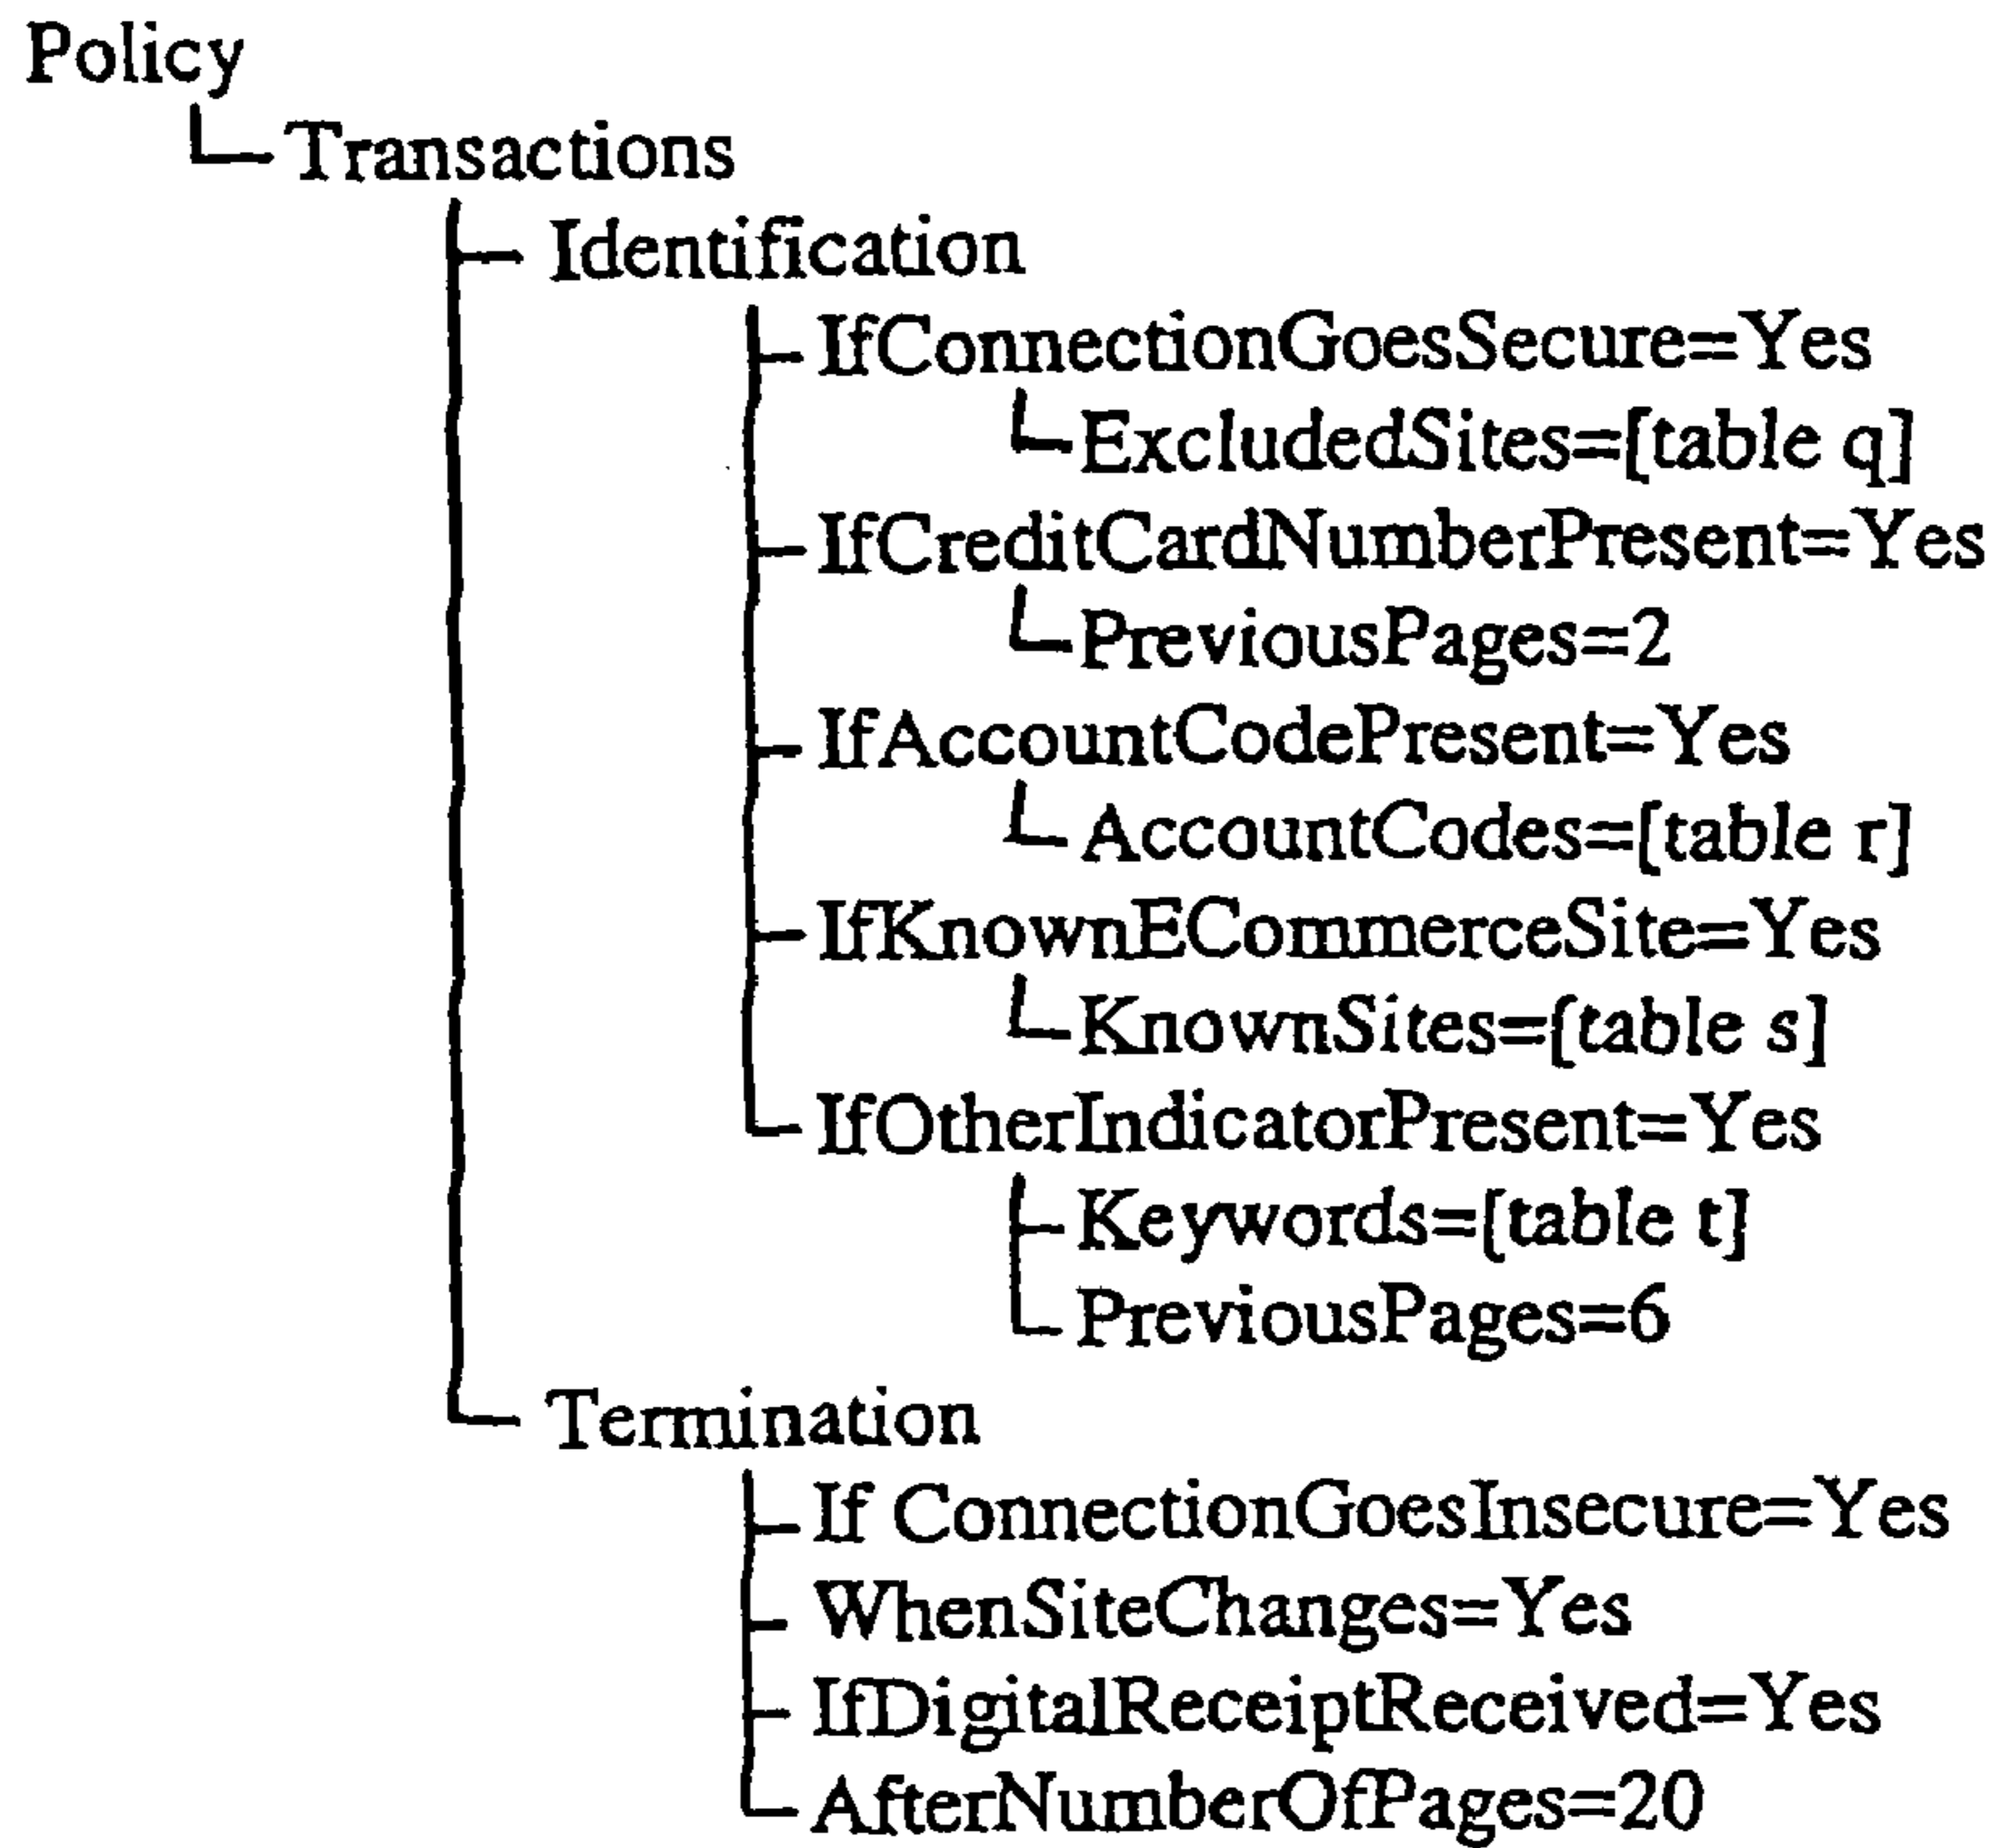 Policy
Transactions
Identification
IfConnectionGoesSecure=Yes
ExcludedSites=[table q]
IfCreditCardNumberPresent=Yes
PreviousPages=2
IfAccountCodePresent=Yes
AccountCodes=[table r]
IfKnownECommerceSite=Yes
KnownSites=[table s]
IfOtherIndicatorPresent=Yes
Keywords=[table t]
PreviousPages=6
Termination
If ConnectionGoesInsecure=Yes
WhenSiteChanges=Yes
IfDigitalReceiptReceived=Yes
AfterNumberOfPages=20